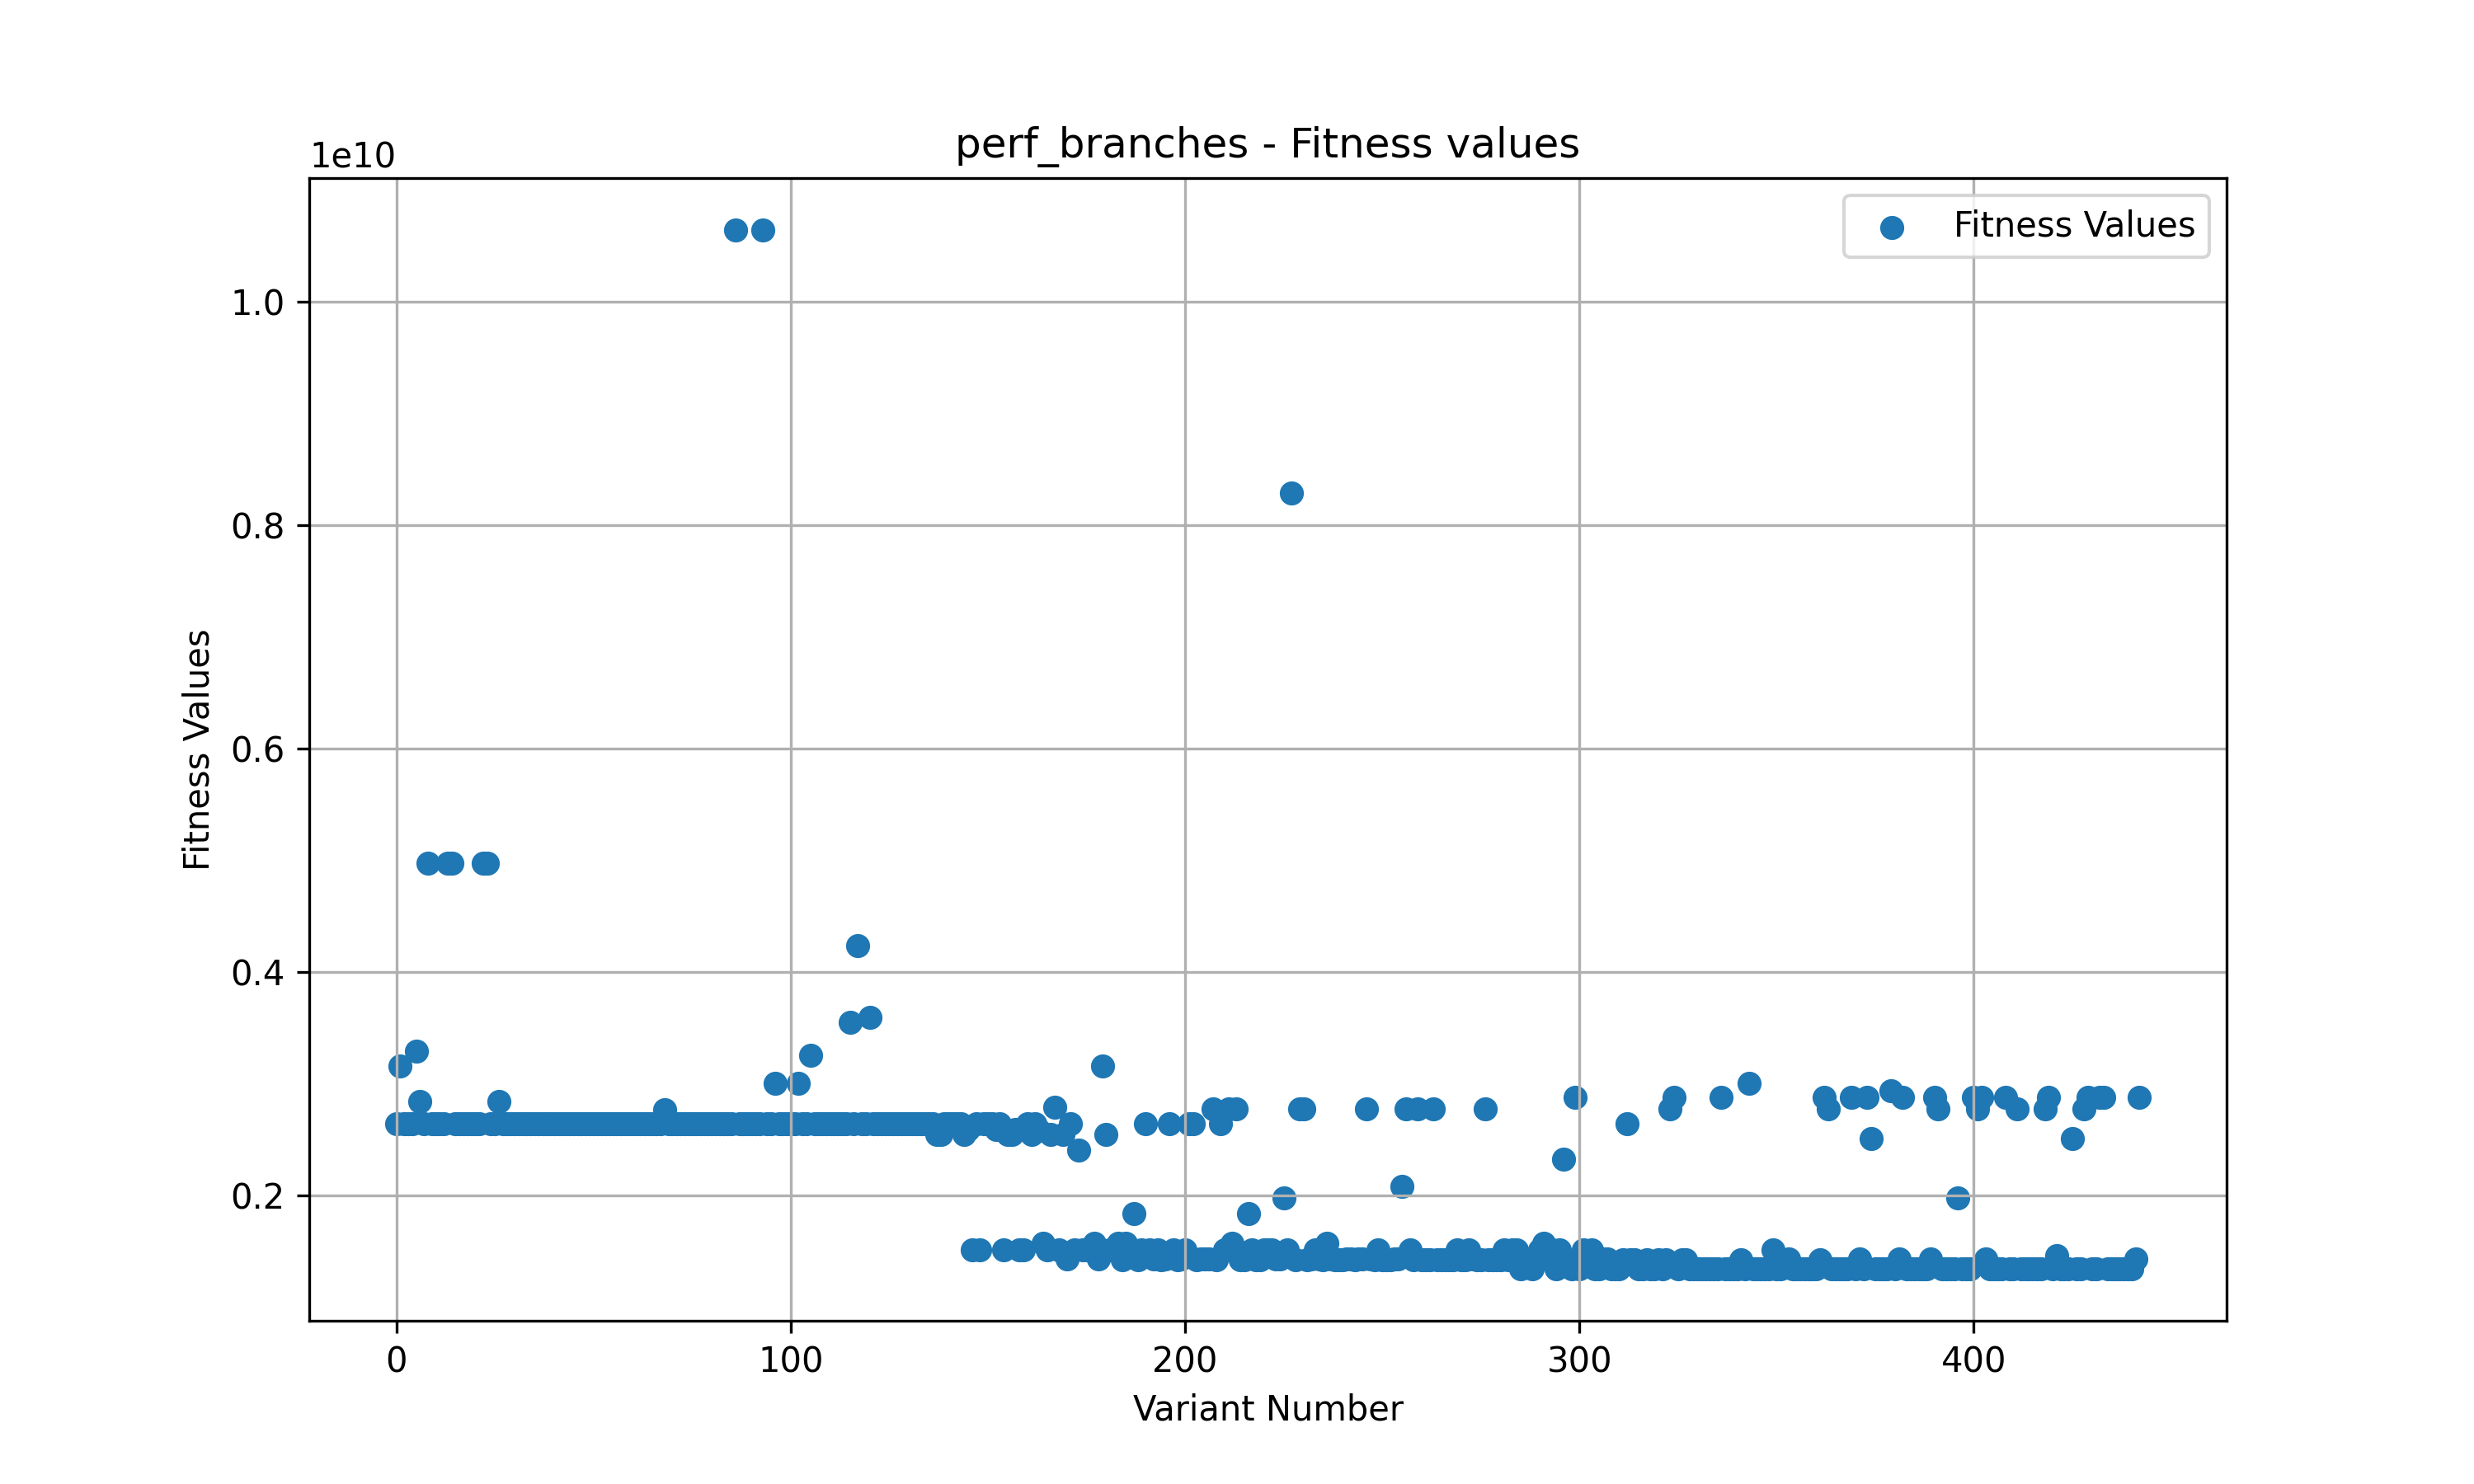 perf_branches - Fitness values
1e10
Fitness Values
1.0
0.8
0.6
0.4
0.2
Fitness Values
0 100 200 300 400
Variant Number